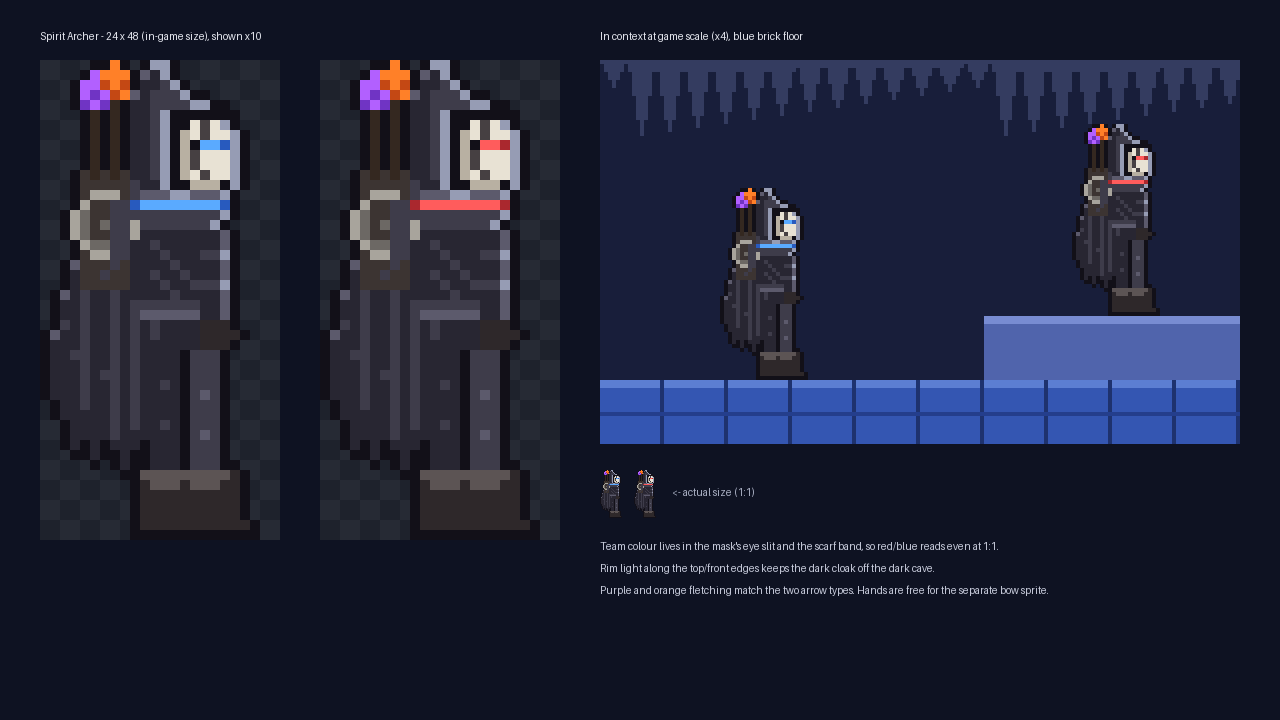 Spirit Archer - 24 x 48 (in-game size), shown x10
In context at game scale (x4), blue brick floor
<- actual size (1:1)
Team colour lives in the mask's eye slit and the scarf band, so red/blue reads even at 1:1.
Rim light along the top/front edges keeps the dark cloak off the dark cave.
Purple and orange fletching match the two arrow types. Hands are free for the separate bow sprite.